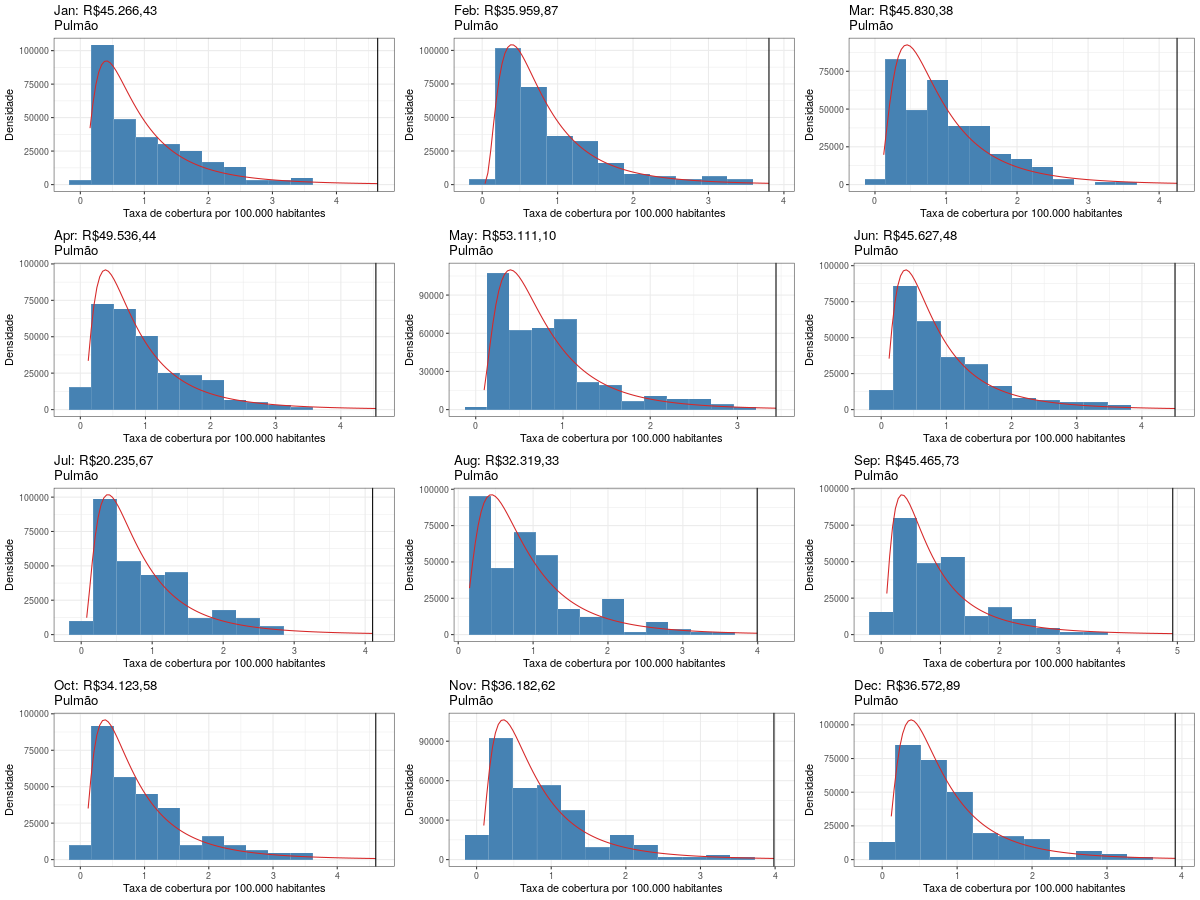 Jan: R$45.266,43
Pulmão
Densidade
100000
75000
50000
25000
0
0 1 2 3 4
Taxa de cobertura por 100.000 habitantes
Feb: R$35.959,87
Pulmão
Densidade
100000
75000
50000
25000
0
0 1 2 3 4
Taxa de cobertura por 100.000 habitantes
Mar: R$45.830,38
Pulmão
Densidade
75000
50000
25000
0
0 1 2 3 4
Taxa de cobertura por 100.000 habitantes
Apr: R$49.536,44
Pulmão
Densidade
100000
75000
50000
25000
0
0 1 2 3 4
Taxa de cobertura por 100.000 habitantes
May: R$53.111,10
Pulmão
Densidade
90000
60000
30000
0
0 1 2 3
Taxa de cobertura por 100.000 habitantes
Jun: R$45.627,48
Pulmão
Densidade
100000
75000
50000
25000
0
0 1 2 3 4
Taxa de cobertura por 100.000 habitantes
Jul: R$20.235,67
Pulmão
Densidade
100000
75000
50000
25000
0
0 1 2 3 4
Taxa de cobertura por 100.000 habitantes
Aug: R$32.319,33
Pulmão
Densidade
100000
75000
50000
25000
0
0 1 2 3 4
Taxa de cobertura por 100.000 habitantes
Sep: R$45.465,73
Pulmão
Densidade
100000
75000
50000
25000
0
0 1 2 3 4 5
Taxa de cobertura por 100.000 habitantes
Oct: R$34.123,58
Pulmão
Densidade
100000
75000
50000
25000
0
0 1 2 3 4
Taxa de cobertura por 100.000 habitantes
Nov: R$36.182,62
Pulmão
Densidade
90000
60000
30000
0
0 1 2 3 4
Taxa de cobertura por 100.000 habitantes
Dec: R$36.572,89
Pulmão
Densidade
100000
75000
50000
25000
0
0 1 2 3 4
Taxa de cobertura por 100.000 habitantes